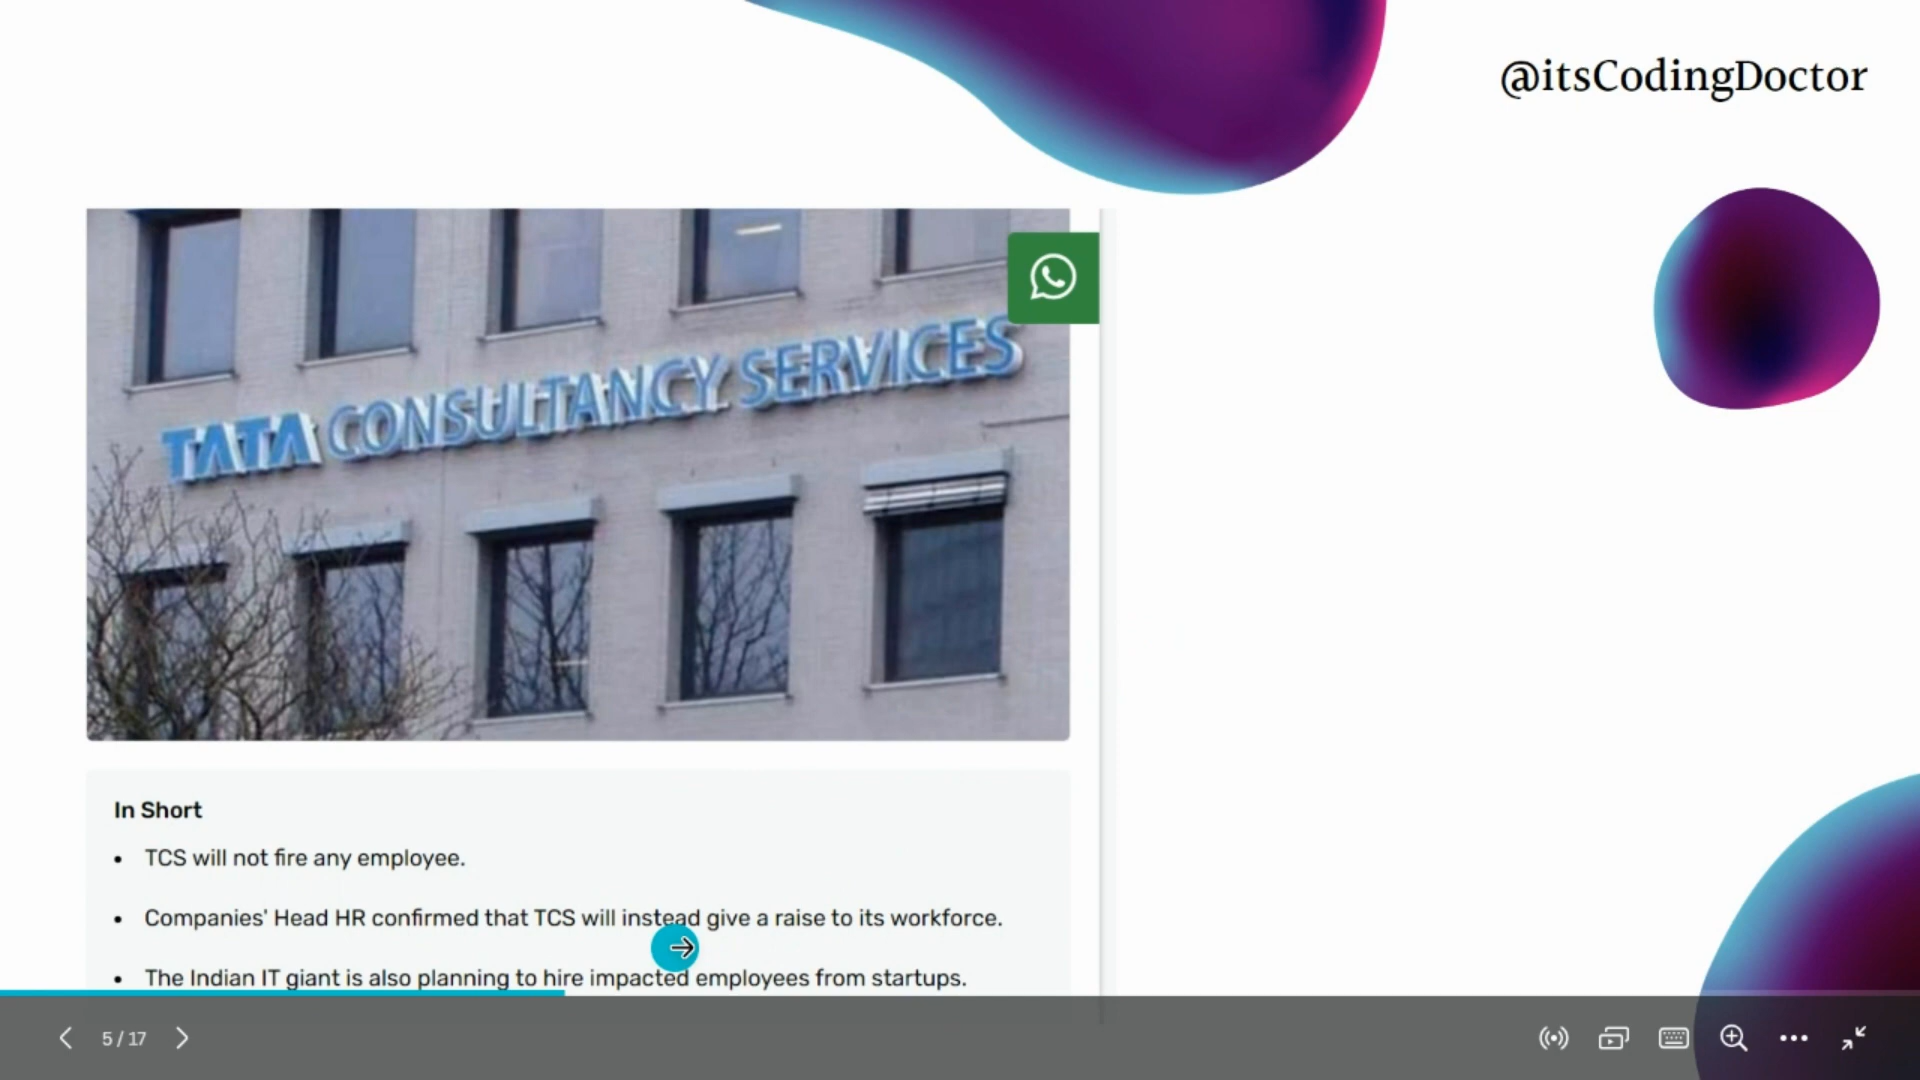 @itsCodingDoctor
TATA CONSULTANCY SERVICES
In Short
• TCS will not fire any employee.
• Companies' Head HR confirmed that TCS will instead give a raise to its workforce.
• The Indian IT giant is also planning to hire impacted employees from startups.
5 / 17